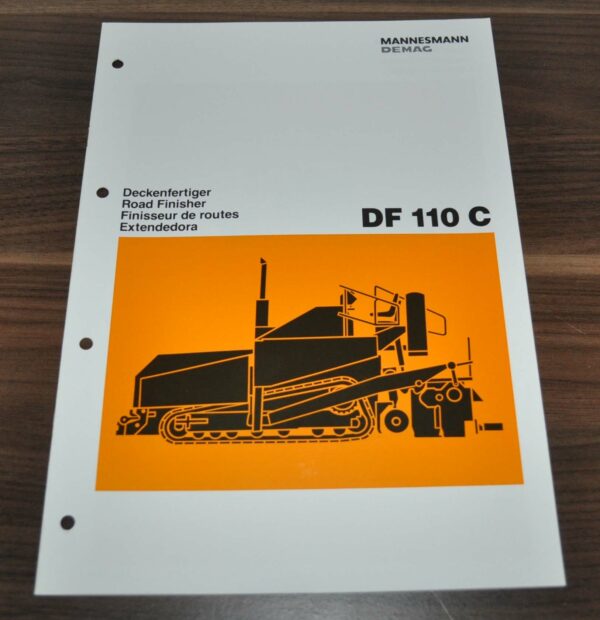 MANNESMANN
DEMAG
Deckenfertiger
Road Finisher
Finisseur de routes
Extendedora
DF 110 C